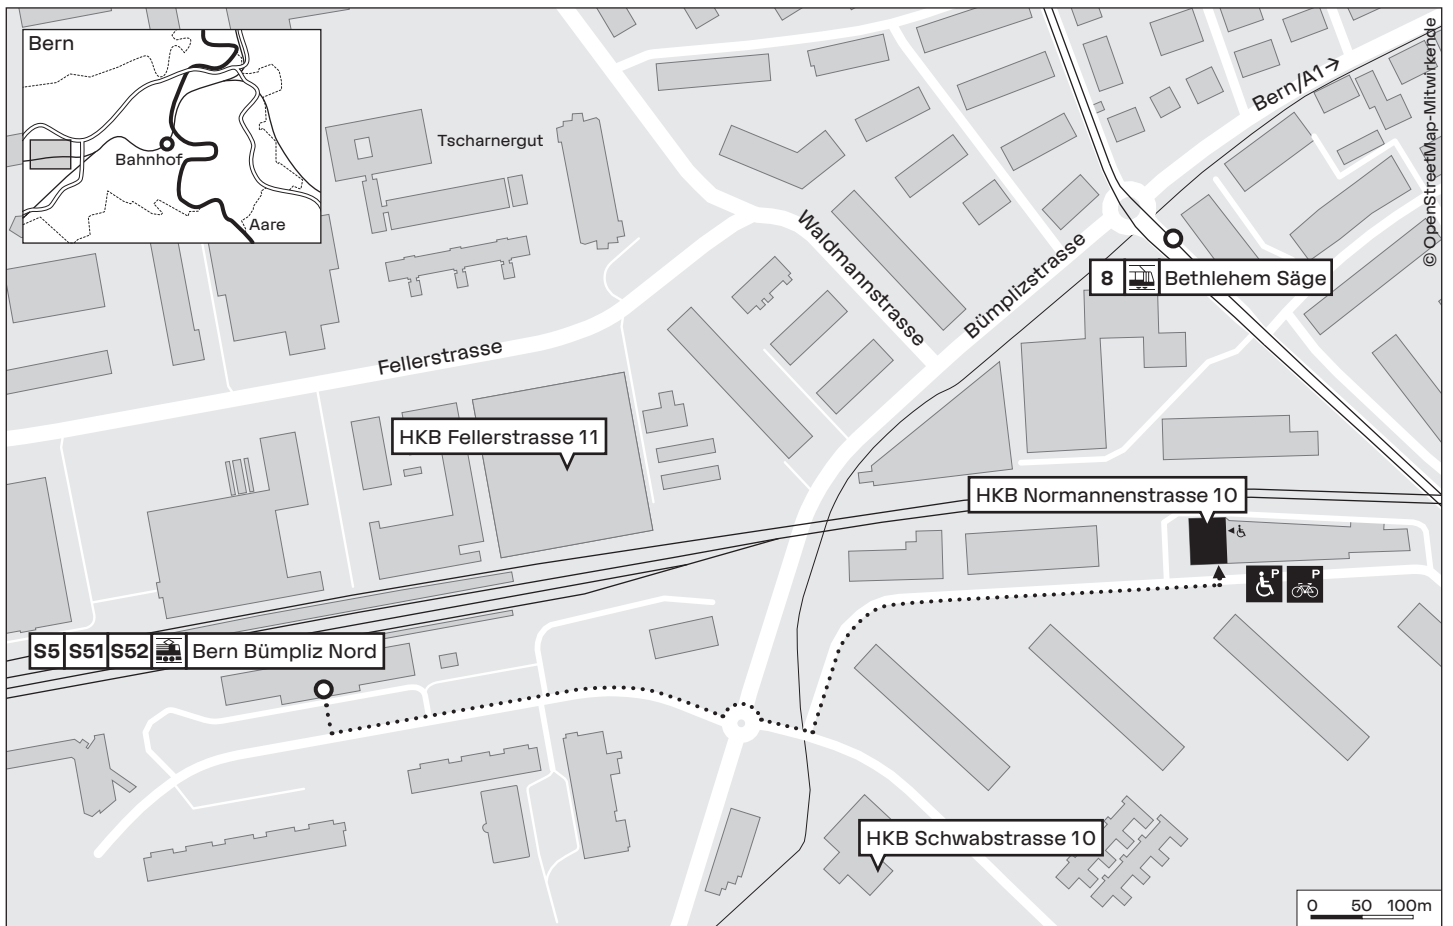 Bern
Bahnhof
Aare
Tscharnergut
Bern/A1
© OpenStreetMap-Mitwirkende
Waldmannstrasse
Bümplizstrasse
8 Bethlehem Säge
Fellerstrasse
HKB Fellerstrasse 11
HKB Normannenstrasse 10
P P
S5 S51 S52 Bern Bümpliz Nord
HKB Schwabstrasse 10
0 50 100m